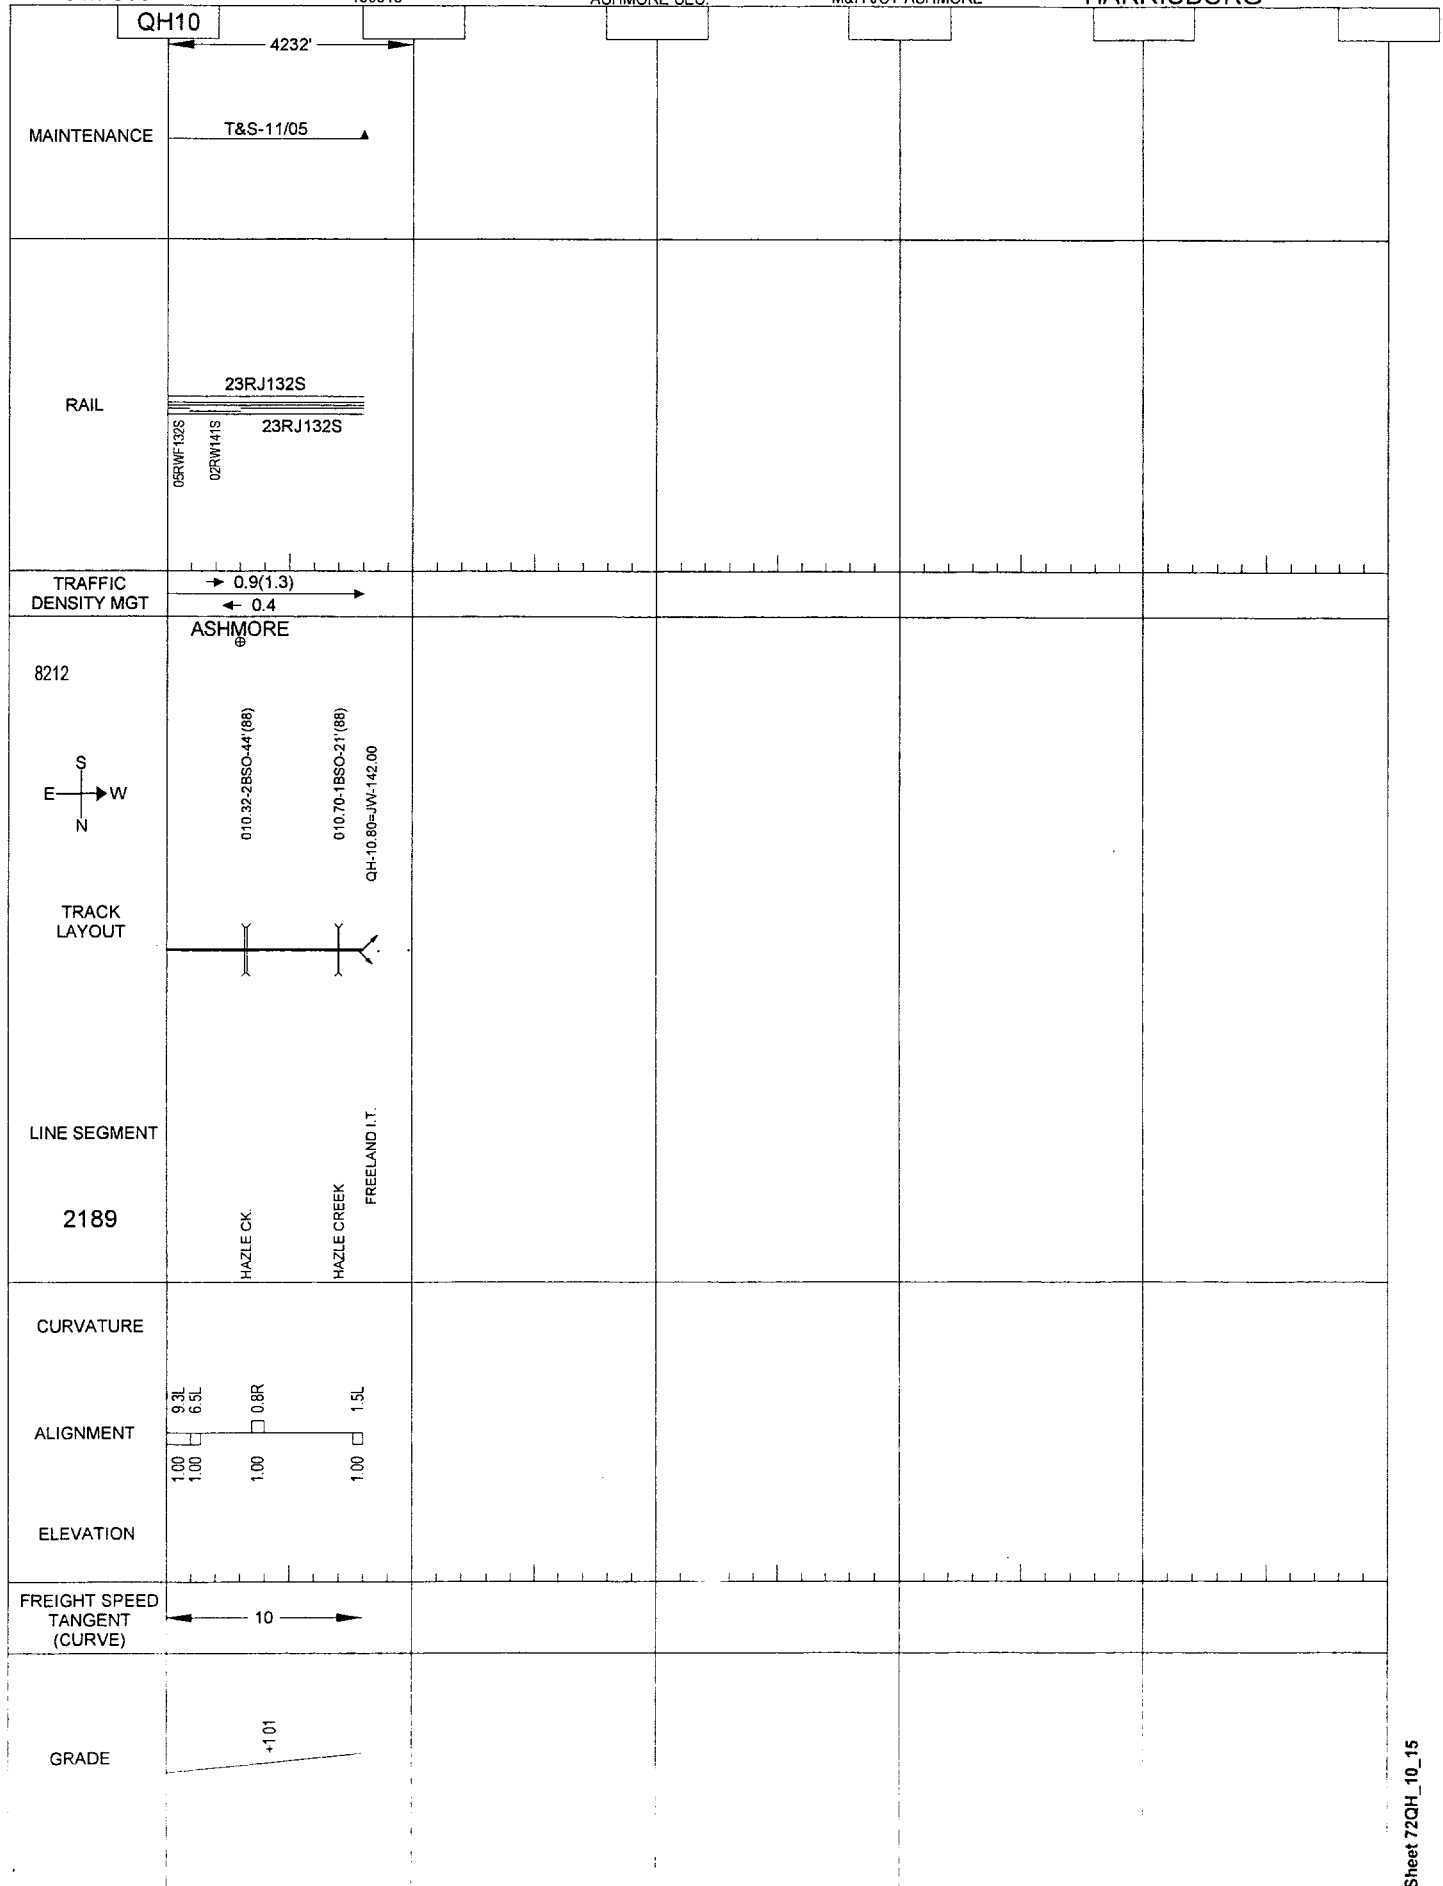 HARRISBURG
QH10
4232'
MAINTENANCE
T&S-11/05
RAIL
23RJ132S
23RJ132S
05RWF132S
02RW141S
TRAFFIC
DENSITY MGT
0.9(1.3)
0.4
ASHMORE
8212
S
E W
N
010.32-2BSO-44'(88)
010.70-1BSO-21'(88)
QH-10.80=JW-142.00
TRACK
LAYOUT
LINE SEGMENT
2189
HAZLE CK.
HAZLE CREEK
FREELAND I.T.
CURVATURE
9.3L
6.5L
0.8R
1.5L
ALIGNMENT
1.00
1.00
1.00
1.00
ELEVATION
FREIGHT SPEED
TANGENT
(CURVE)
10
GRADE
+1.01
Sheet 72QH_10_15